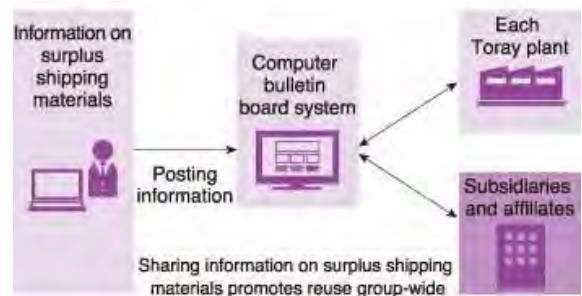 Information on
surplus
shipping
materials
Posting
information
Computer
bulletin
board system
Each
Toray plant
Subsidiaries
and affiliates
Sharing information on surplus shipping
materials promotes reuse group-wide